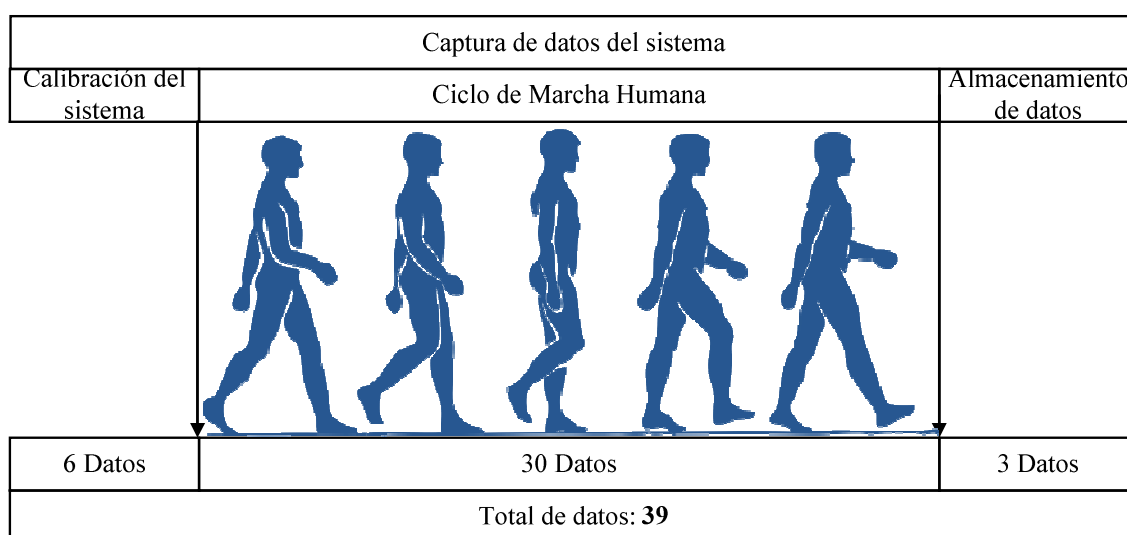 Captura de datos del sistema
Calibración del
sistema
Ciclo de Marcha Humana
Almacenamiento
de datos
6 Datos
30 Datos
3 Datos
Total de datos: 39